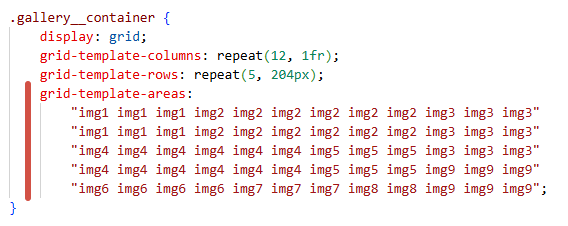 .gallery__container {
display: grid;
grid-template-columns: repeat(12, 1fr);
grid-template-rows: repeat(5, 204px);
grid-template-areas:
"img1 img1 img1 img2 img2 img2 img2 img2 img2 img3 img3 img3"
"img1 img1 img1 img2 img2 img2 img2 img2 img2 img3 img3 img3"
"img4 img4 img4 img4 img4 img4 img5 img5 img5 img3 img3 img3"
"img4 img4 img4 img4 img4 img4 img5 img5 img5 img9 img9 img9"
"img6 img6 img6 img6 img7 img7 img7 img8 img8 img9 img9 img9";
}